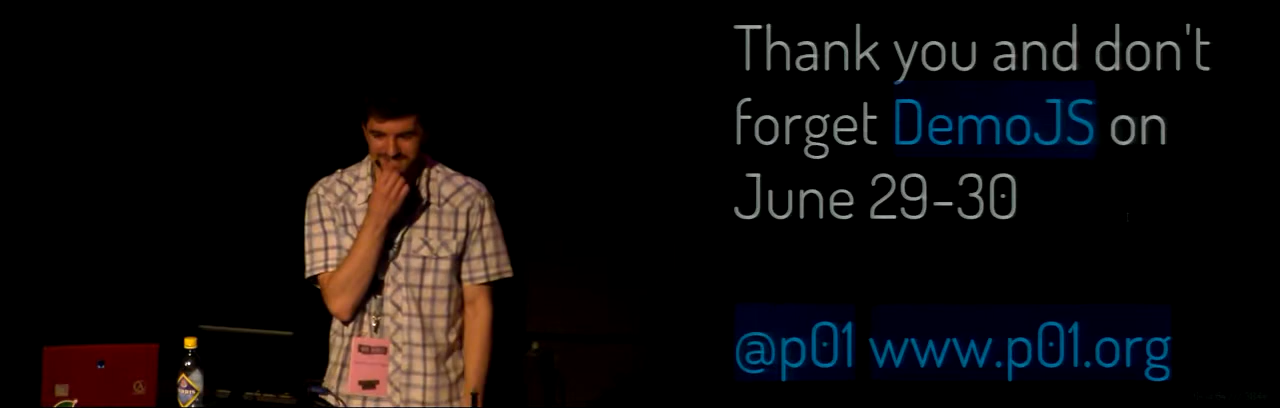 Thank you and don't
forget DemoJS on
June 29-30
@p01 www.p01.org